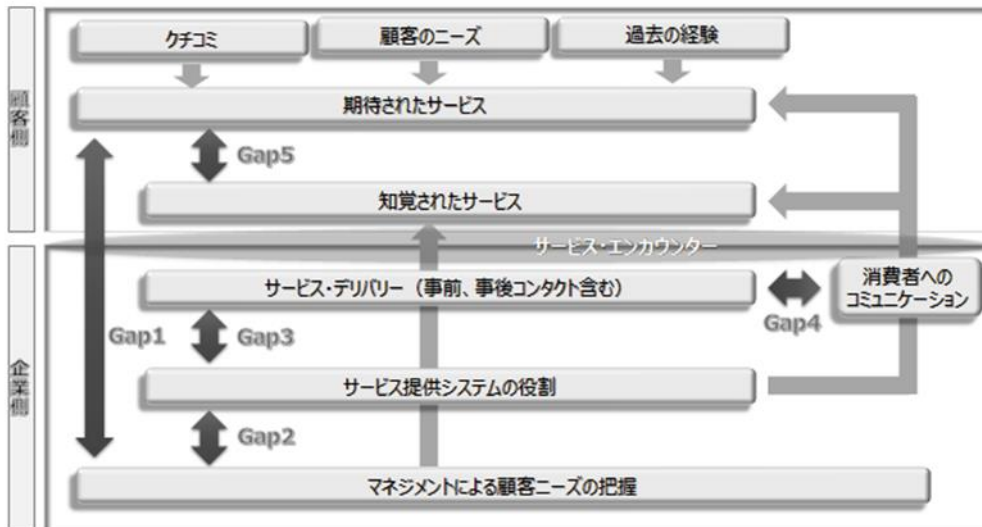 クチコミ
顧客のニーズ
過去の経験
顧客側
期待されたサービス
Gap5
知覚されたサービス
サービス・エンカウンター
サービス・デリバリー（事前、事後コンタクト含む）
消費者への
コミュニケーション
Gap4
Gap1
Gap3
企業側
サービス提供システムの役割
Gap2
マネジメントによる顧客ニーズの把握